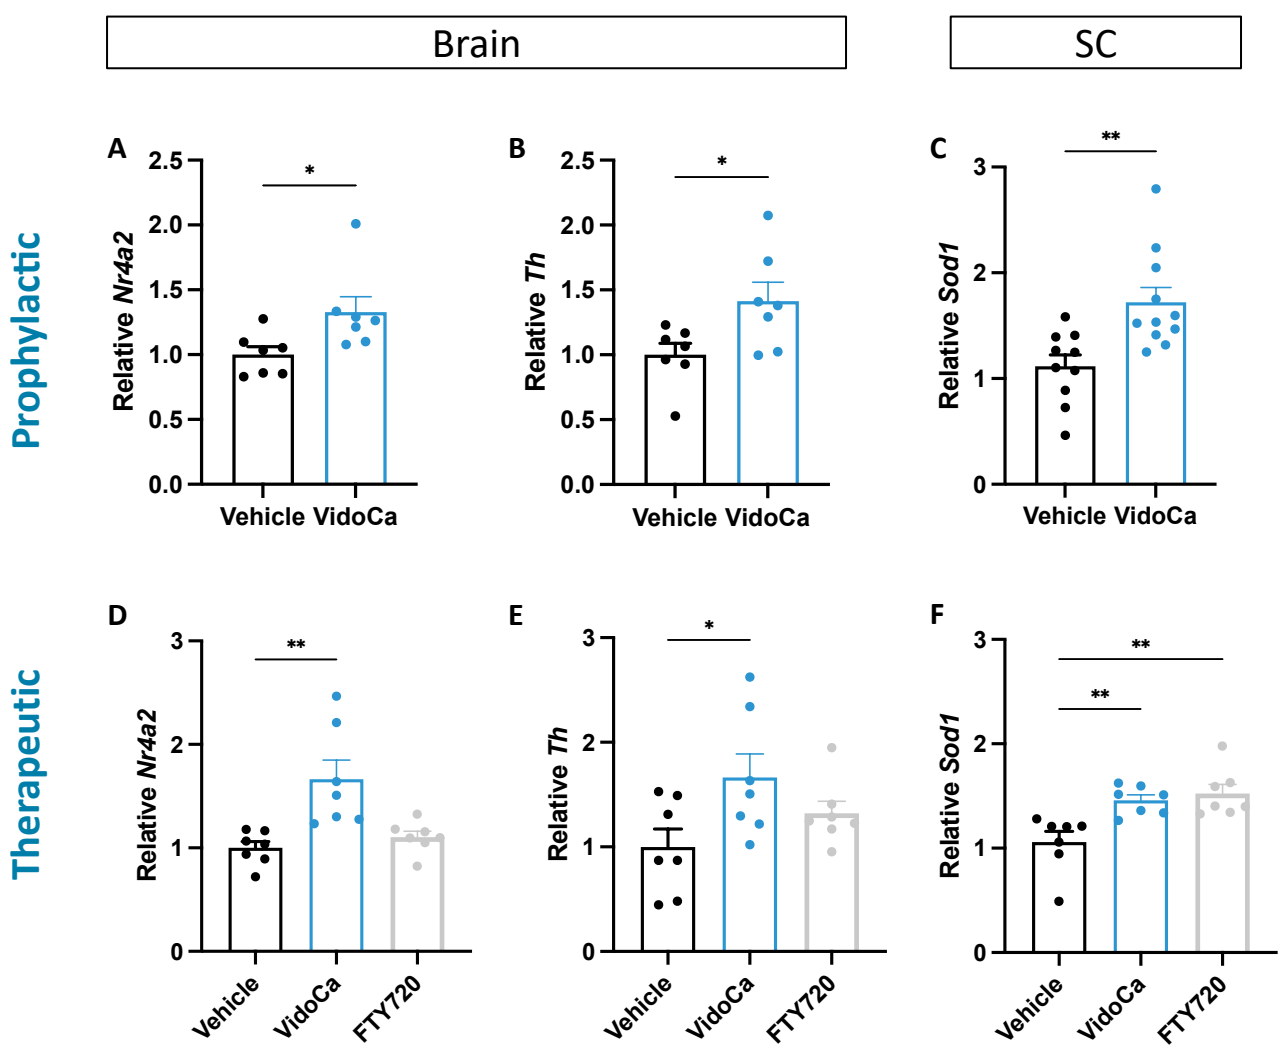 Brain
SC
Prophylactic
A
Relative Nr4a2
2.5
2.0
1.5
1.0
0.5
0.0
*
Vehicle VidoCa
B
Relative Th
2.5
2.0
1.5
1.0
0.5
0.0
*
Vehicle VidoCa
C
Relative Sod1
3
2
1
0
**
Vehicle VidoCa
Therapeutic
D
Relative Nr4a2
3
2
1
0
**
Vehicle
VidoCa
FTY720
E
Relative Th
3
2
1
0
*
Vehicle
VidoCa
FTY720
F
Relative Sod1
3
2
1
0
**
**
Vehicle
VidoCa
FTY720